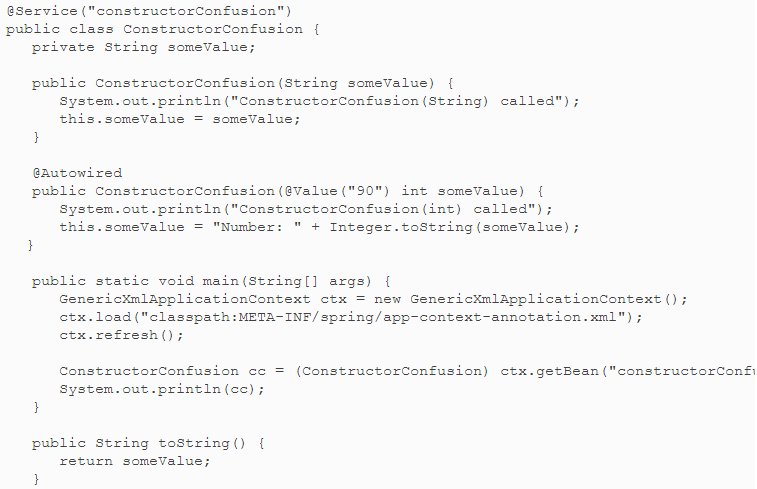 @Service("constructorConfusion")
public class ConstructorConfusion {
   private String someValue;

   public ConstructorConfusion(String someValue) {
      System.out.println("ConstructorConfusion(String) called");
      this.someValue = someValue;
   }

   @Autowired
   public ConstructorConfusion(@Value("90") int someValue) {
      System.out.println("ConstructorConfusion(int) called");
      this.someValue = "Number: " + Integer.toString(someValue);
   }

   public static void main(String[] args) {
      GenericXmlApplicationContext ctx = new GenericXmlApplicationContext();
      ctx.load("classpath:META-INF/spring/app-context-annotation.xml");
      ctx.refresh();

      ConstructorConfusion cc = (ConstructorConfusion) ctx.getBean("constructorConfu
      System.out.println(cc);
   }

   public String toString() {
      return someValue;
   }